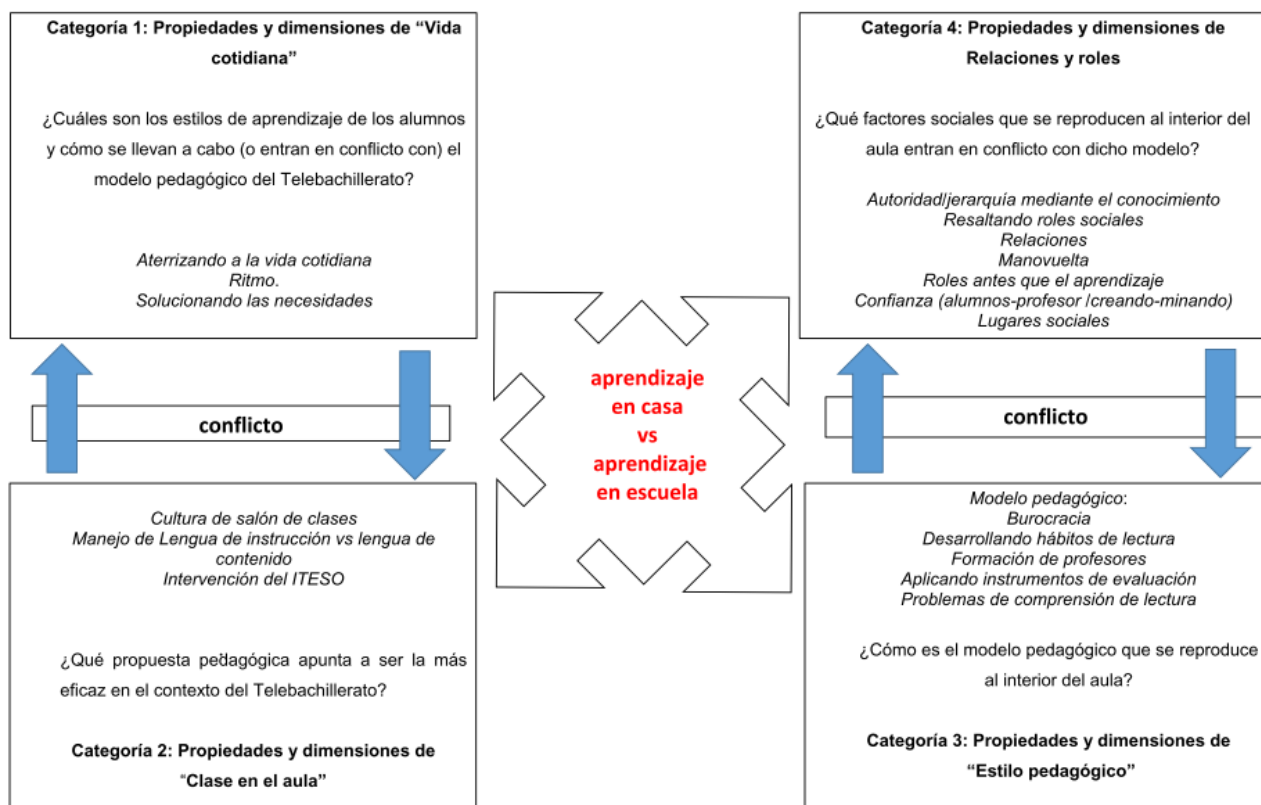 Categoría 1: Propiedades y dimensiones de “Vida
cotidiana”
¿Cuáles son los estilos de aprendizaje de los alumnos
y cómo se llevan a cabo (o entran en conflicto con) el
modelo pedagógico del Telebachillerato?
Aterrizando a la vida cotidiana
Ritmo.
Solucionando las necesidades
Categoría 4: Propiedades y dimensiones de
Relaciones y roles
¿Qué factores sociales que se reproducen al interior del
aula entran en conflicto con dicho modelo?
Autoridad/jerarquía mediante el conocimiento
Resaltando roles sociales
Relaciones
Manovuelta
Roles antes que el aprendizaje
Confianza (alumnos-profesor /creando-minando)
Lugares sociales
conflicto
aprendizaje
en casa
vs
aprendizaje
en escuela
conflicto
Cultura de salón de clases
Manejo de Lengua de instrucción vs lengua de
contenido
Intervención del ITESO
¿Qué propuesta pedagógica apunta a ser la más
eficaz en el contexto del Telebachillerato?
Categoría 2: Propiedades y dimensiones de
“Clase en el aula”
Modelo pedagógico:
Burocracia
Desarrollando hábitos de lectura
Formación de profesores
Aplicando instrumentos de evaluación
Problemas de comprensión de lectura
¿Cómo es el modelo pedagógico que se reproduce
al interior del aula?
Categoría 3: Propiedades y dimensiones de
“Estilo pedagógico”